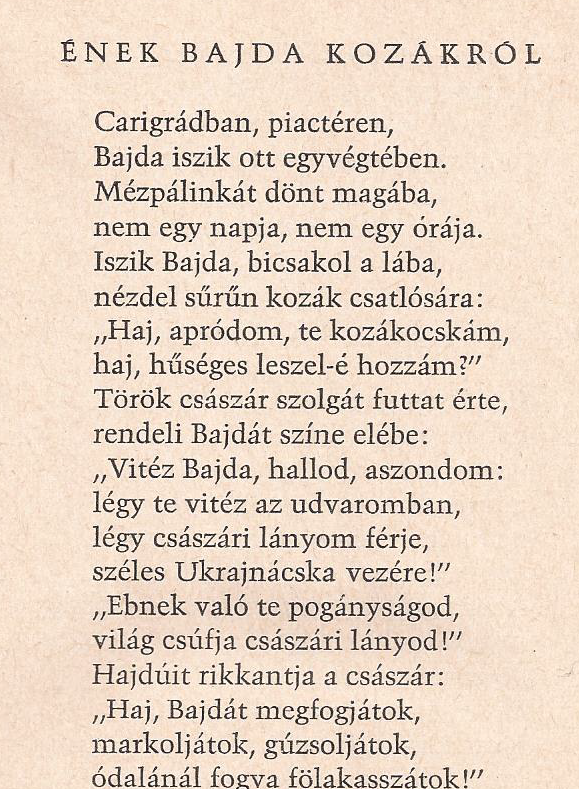 ÉNEK BAJDA KOZÁKRÓL
Carigrádban, piactéren,
Bajda iszik ott egyvégtében.
Mézpálinkát dönt magába,
nem egy napja, nem egy órája.
Iszik Bajda, bicsakol a lába,
nézdel sűrűn kozák csatlósára:
„Haj, apródom, te kozákocskám,
haj, hűséges leszel-é hozzám?”
Török császár szolgát futtat érte,
rendeli Bajdát színe elébe:
„Vitéz Bajda, hallod, aszondom:
légy te vitéz az udvaromban,
légy császári lányom férje,
széles Ukrajnácska vezére!”
„Ebnek való te pogányságod,
világ csúfja császári lányod!”
Hajdúit rikkantja a császár:
„Haj, Bajdát megfogjátok,
markoljátok, gúzsoljátok,
ódalánál fogva fölakasszátok!”